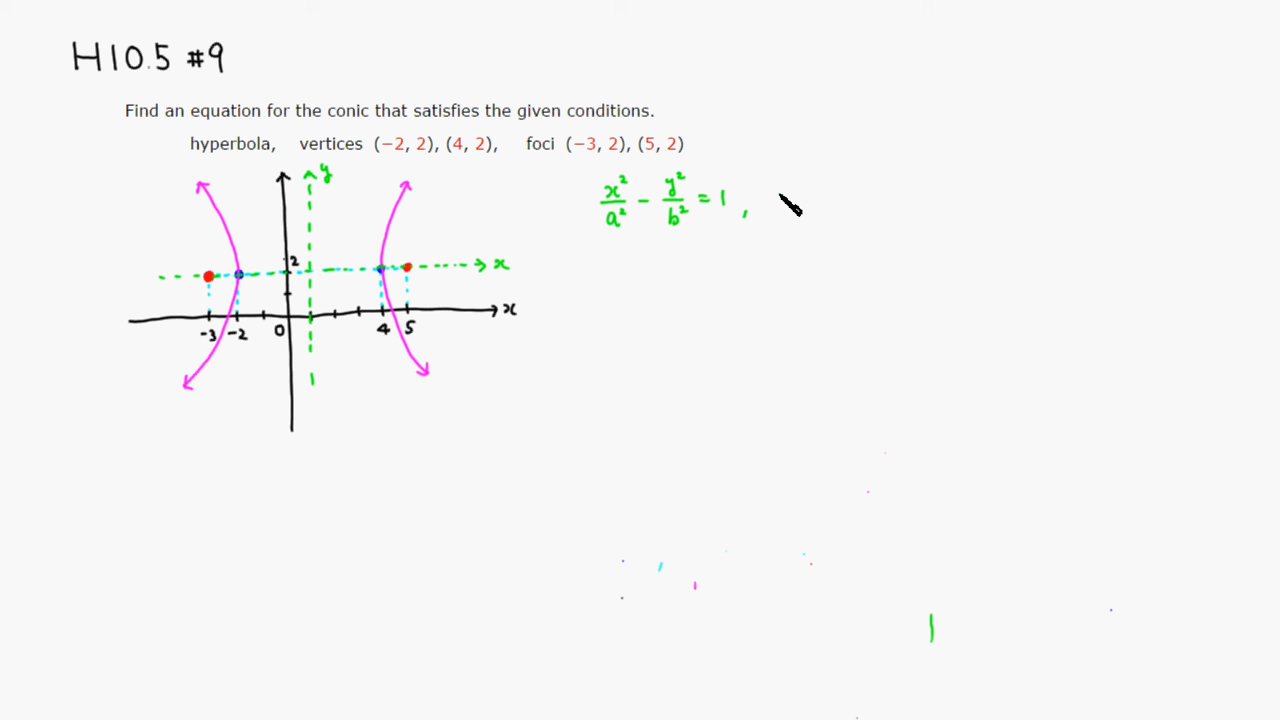 H10.5 #9
Find an equation for the conic that satisfies the given conditions.
hyperbola, vertices (−2, 2), (4, 2), foci (−3, 2), (5, 2)
y
x²/a² − y²/b² = 1,
2
x
x
-3 -2 0 4 5
1